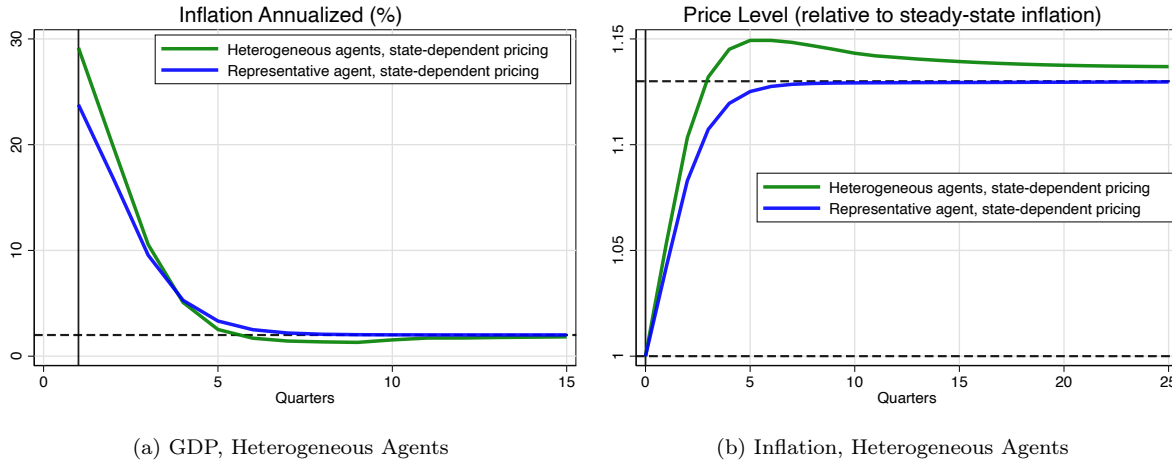 Inflation Annualized (%)
30
20
10
0
Heterogeneous agents, state-dependent pricing
Representative agent, state-dependent pricing
0 5 10 15
Quarters
(a) GDP, Heterogeneous Agents
Price Level (relative to steady-state inflation)
1.15
1.1
1.05
1
Heterogeneous agents, state-dependent pricing
Representative agent, state-dependent pricing
0 5 10 15 20 25
Quarters
(b) Inflation, Heterogeneous Agents